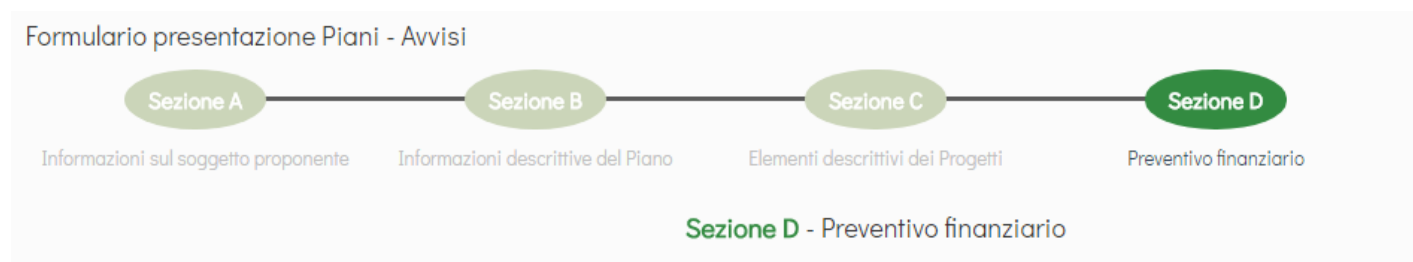 Formulario presentazione Piani - Avvisi
Sezione A Sezione B Sezione C Sezione D
Informazioni sul soggetto proponente Informazioni descrittive del Piano Elementi descrittivi dei Progetti Preventivo finanziario
Sezione D - Preventivo finanziario